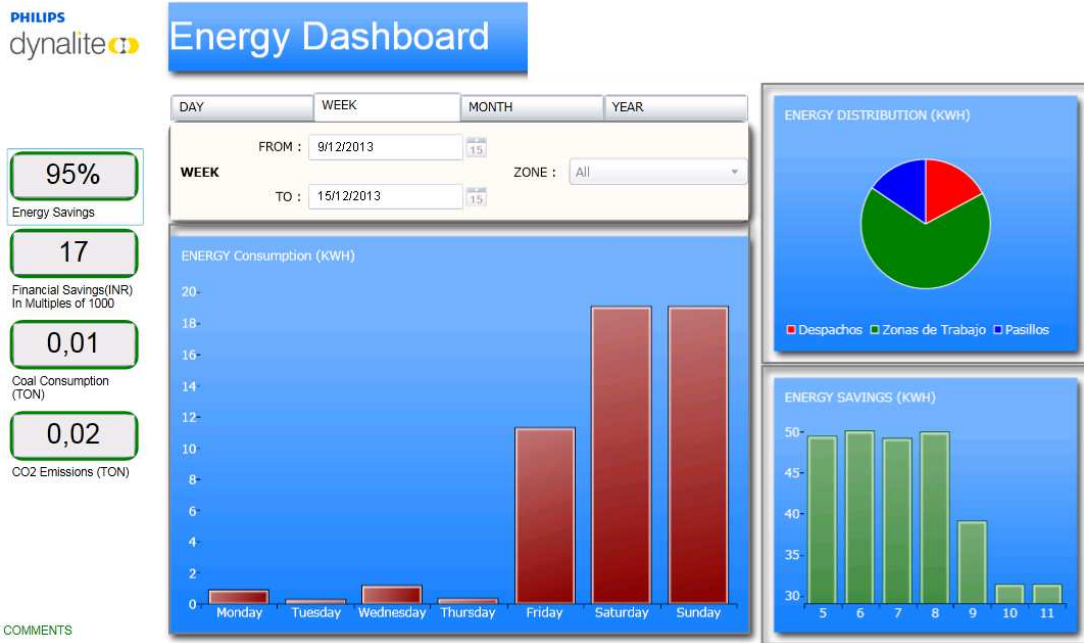 PHILIPS
dynalite
Energy Dashboard
DAY WEEK MONTH YEAR
FROM : 9/12/2013 15
WEEK ZONE : All
TO : 15/12/2013 15
95%
Energy Savings
17
Financial Savings(INR)
In Multiples of 1000
0,01
Coal Consumption
(TON)
0,02
CO2 Emissions (TON)
COMMENTS
ENERGY Consumption (KWH)
20
18
16
14
12
10
8
6
4
2
0
Monday Tuesday Wednesday Thursday Friday Saturday Sunday
ENERGY DISTRIBUTION (KWH)
Despachos Zonas de Trabajo Pasillos
ENERGY SAVINGS (KWH)
50
45
40
35
30
5 6 7 8 9 10 11